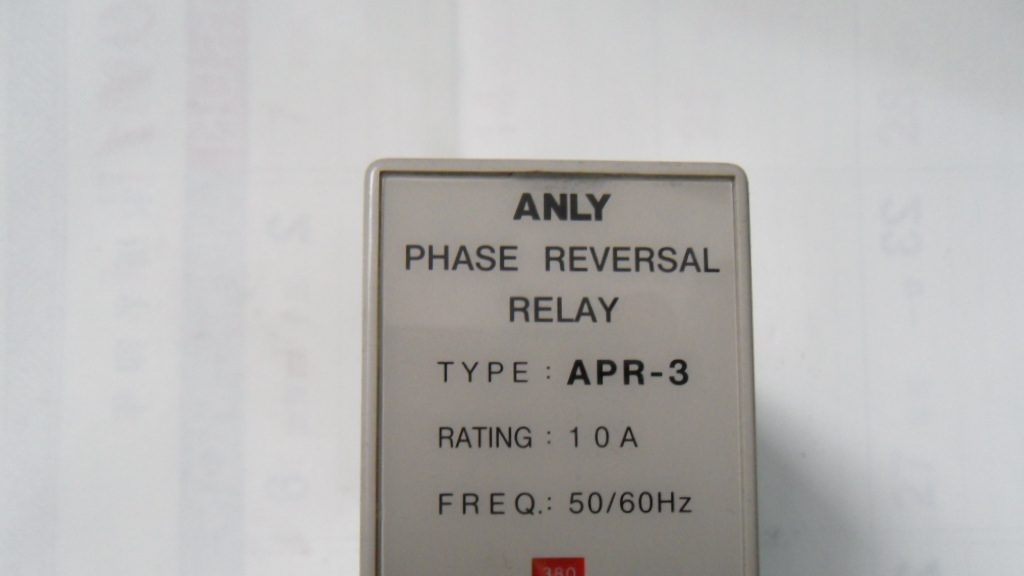 ANLY
PHASE REVERSAL
RELAY
TYPE : APR-3
RATING : 10A
FREQ.: 50/60Hz
380